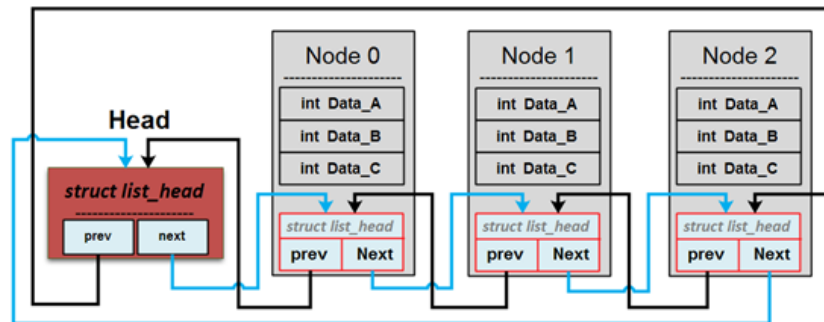 Head
struct list_head
prev next
Node 0
int Data_A
int Data_B
int Data_C
struct list_head
prev Next
Node 1
int Data_A
int Data_B
int Data_C
struct list_head
prev Next
Node 2
int Data_A
int Data_B
int Data_C
struct list_head
prev Next